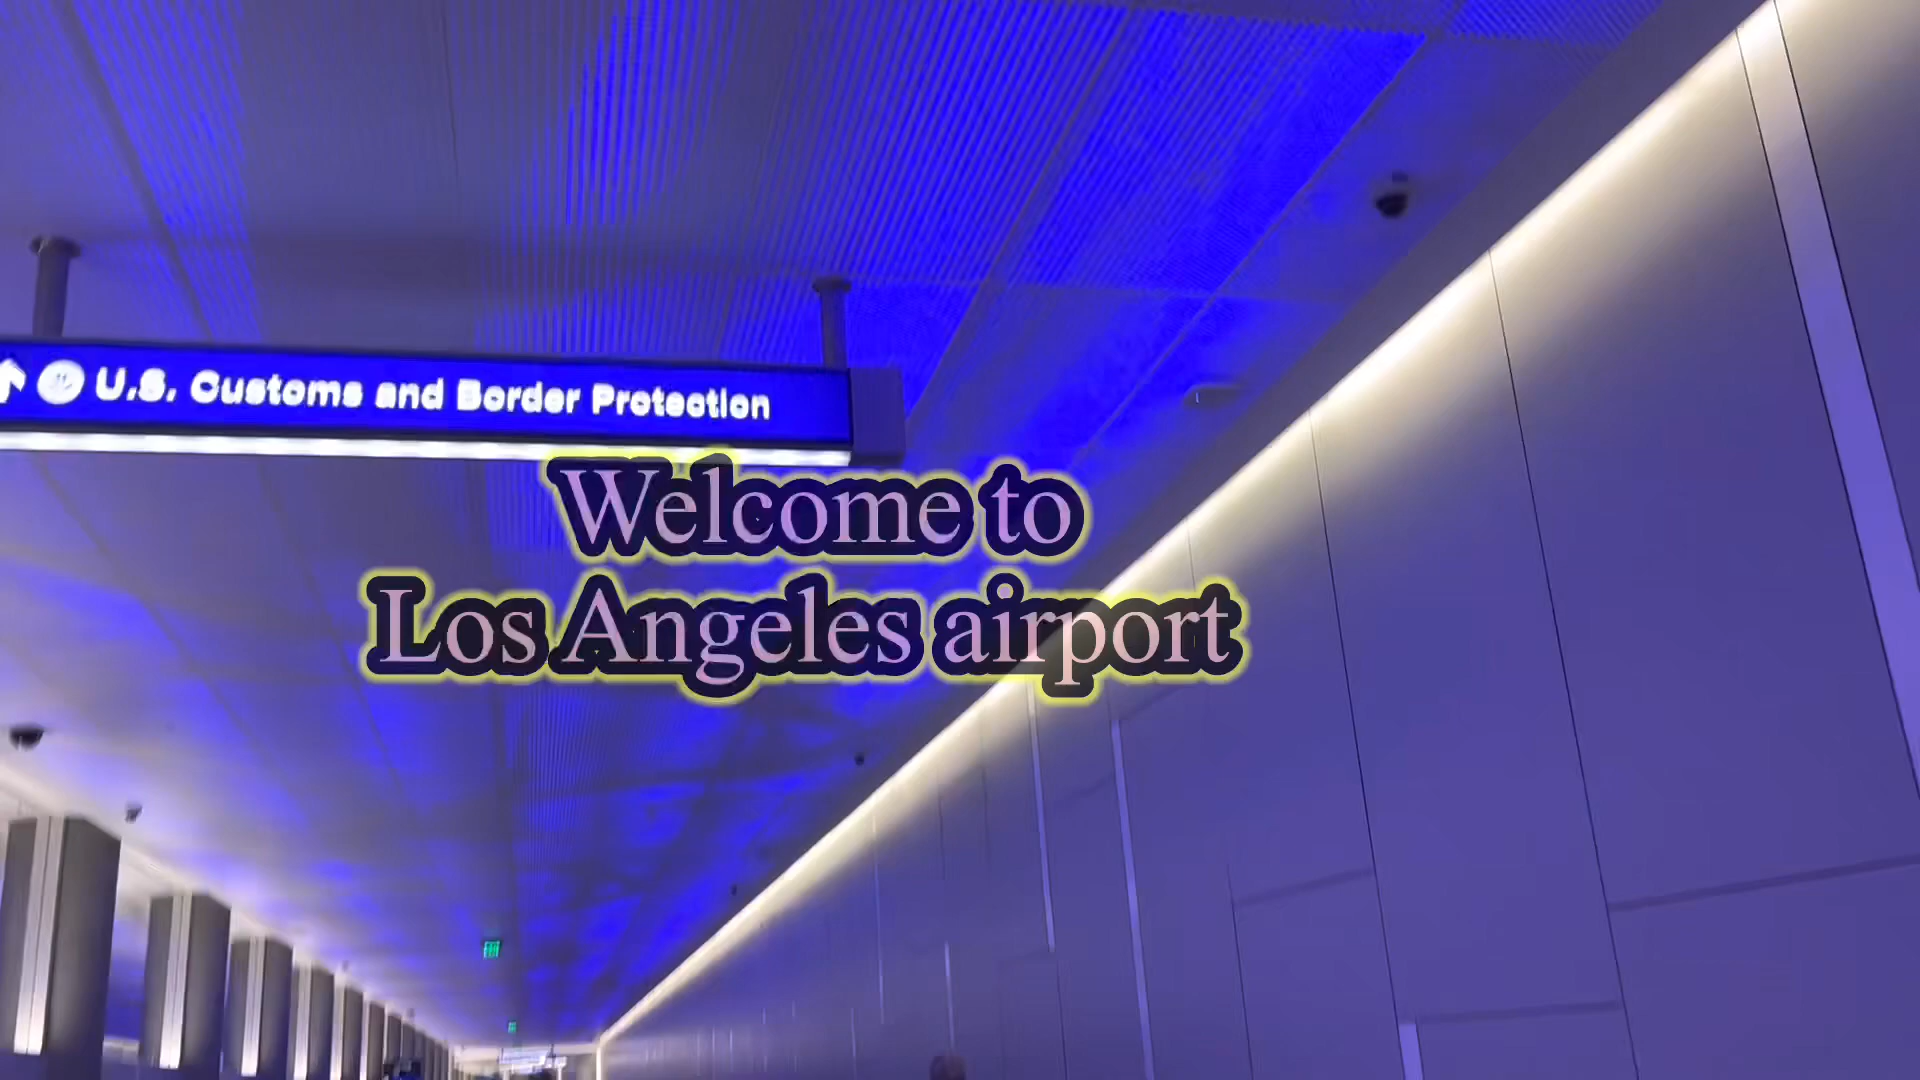 U.S. Customs and Border Protection
Welcome to
Los Angeles airport